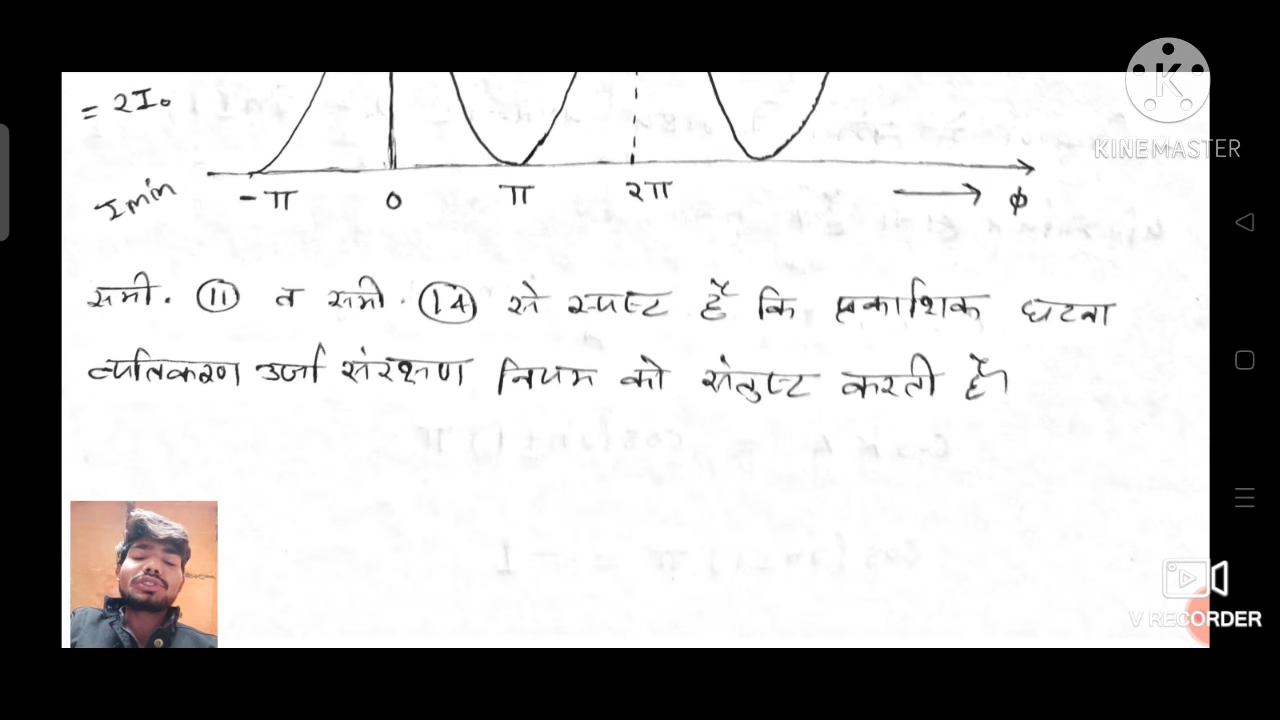 = 2I₀
KINEMASTER
Imin
-π 0 π 2π → φ
समी. (11) व समी. (14) से स्पष्ट है कि प्रकाशिक घटना
व्यतिकरण उर्जा संरक्षण नियम को संतुष्ट करती है।
V RECORDER